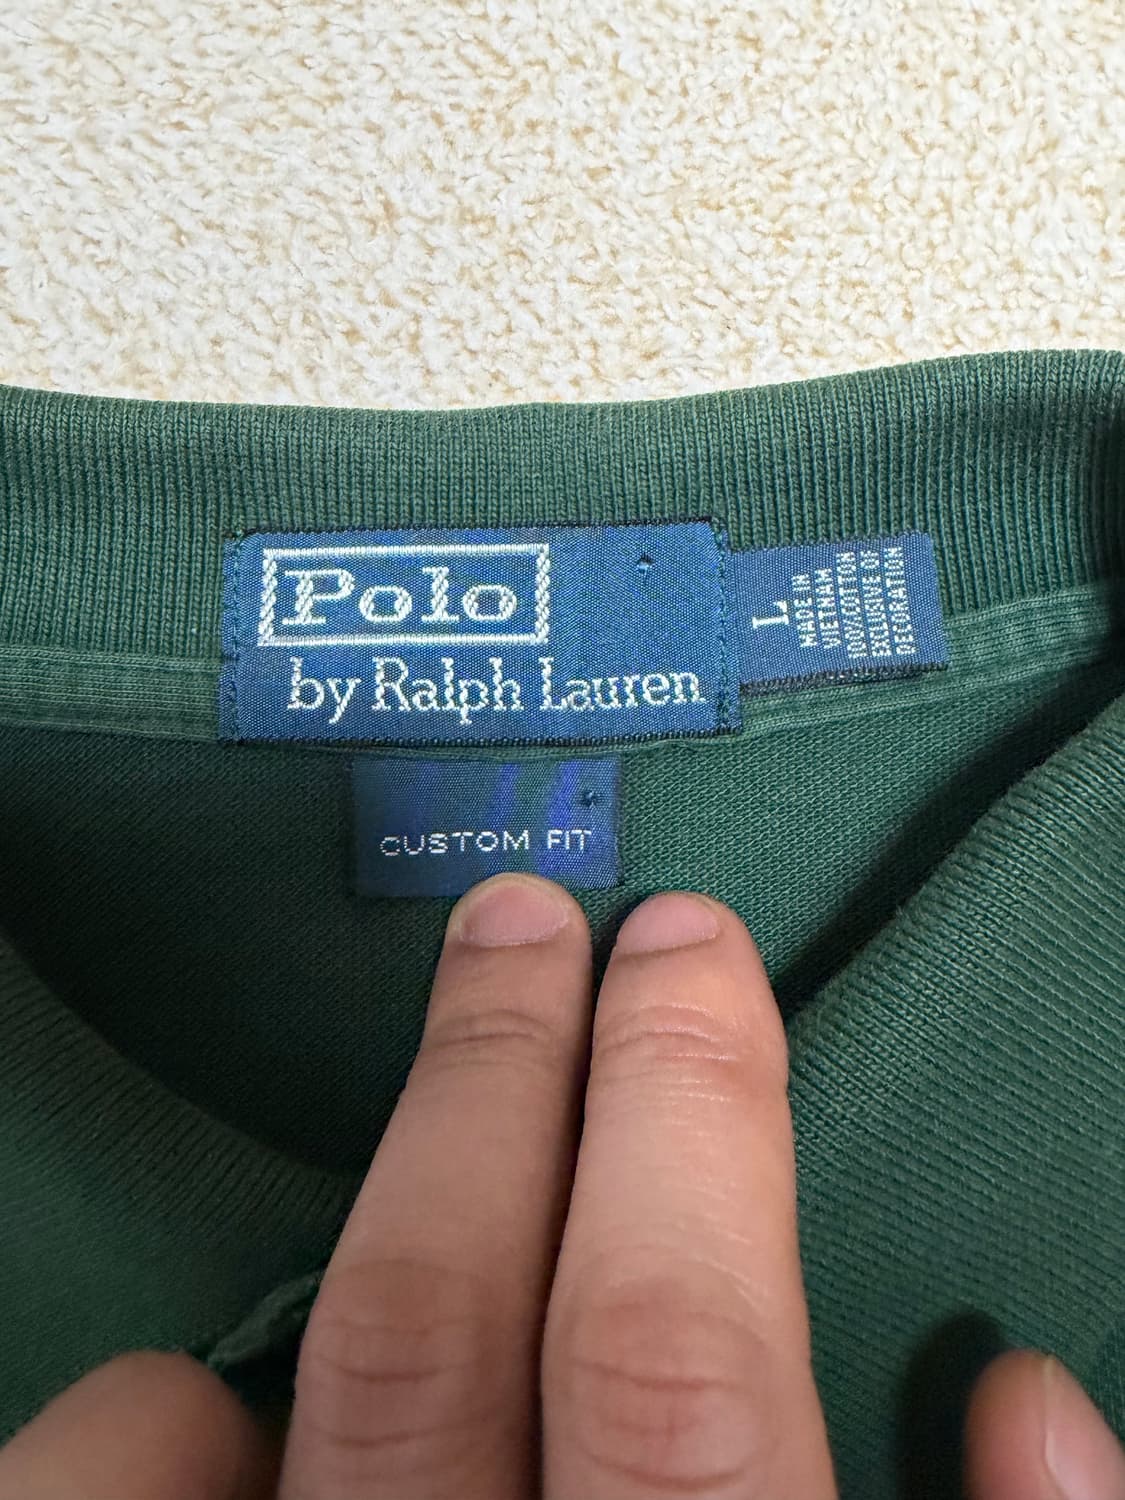 Polo
by Ralph Lauren
L
MADE IN
VIETNAM
100% COTTON
EXCLUSIVE OF
DECORATION
CUSTOM FIT